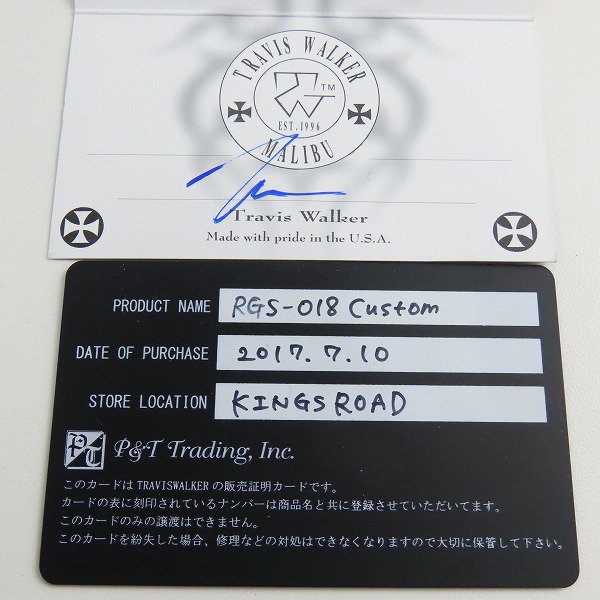 TRAVIS WALKER
TW TM
EST.1996
MALIBU
Travis Walker
Made with pride in the U.S.A.
PRODUCT NAME RGS-018 Custom
DATE OF PURCHASE 2017.7.10
STORE LOCATION KINGSROAD
PT P&T Trading, Inc.
このカードはTRAVISWALKERの販売証明カードです。
カードの表に刻印されているナンバーは商品名と共に登録させていただいてます。
このカードのみの譲渡はできません。
このカードを紛失した場合、修理などの対処はできなくなりますので大切に保管して下さい。